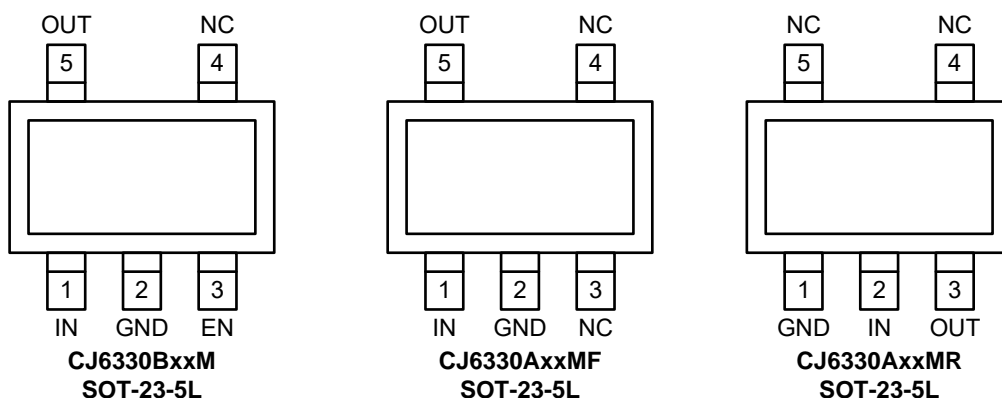 OUT NC
5 4
1 2 3
IN GND EN
CJ6330BxxM
SOT-23-5L
OUT NC
5 4
1 2 3
IN GND NC
CJ6330AxxMF
SOT-23-5L
NC NC
5 4
1 2 3
GND IN OUT
CJ6330AxxMR
SOT-23-5L